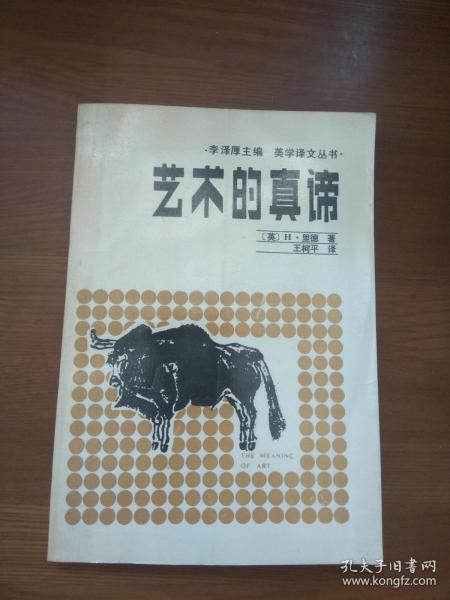 ·李泽厚主编 美学译文丛书·
艺术的真谛
〔英〕H·里德 著
王柯平 译
THE MEANING
OF ART
孔夫子旧书网
www.kongfz.com